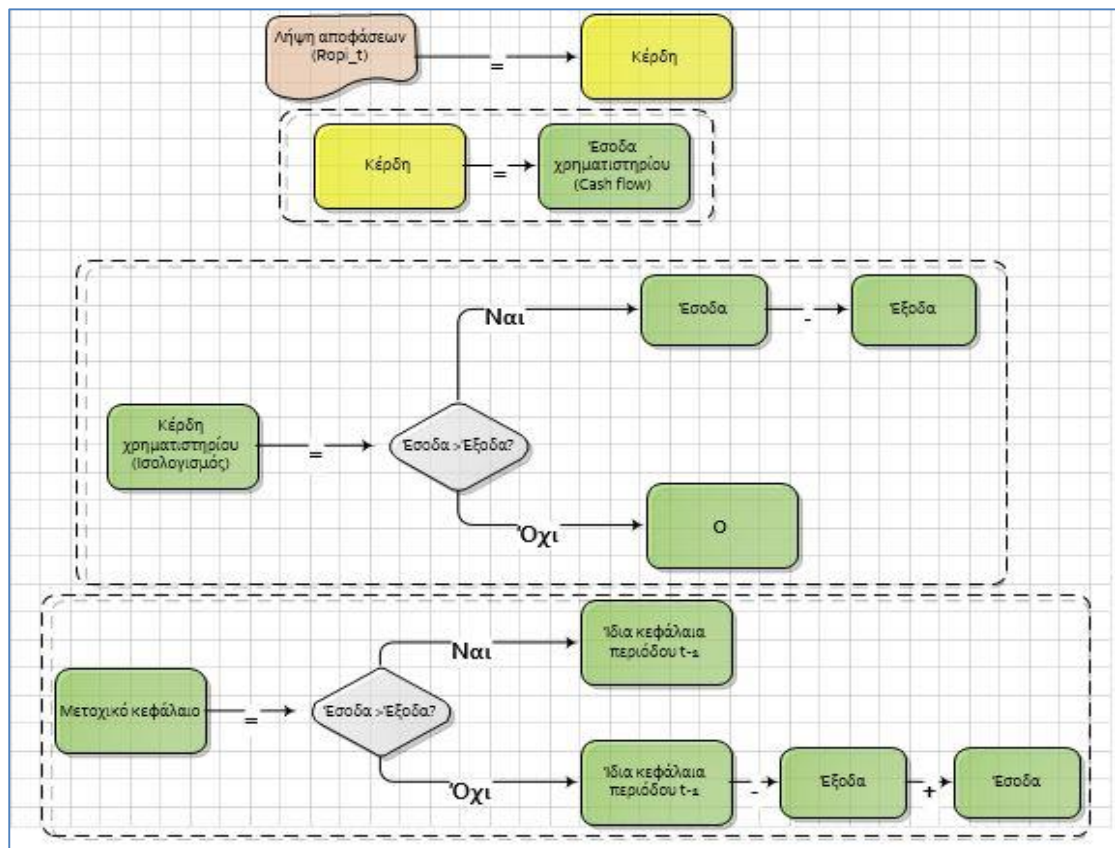 Λήψη αποφάσεων
(Ropi_t)
=
Κέρδη
Κέρδη
=
Έσοδα
χρηματιστηρίου
(Cash flow)
Ναι
Έσοδα
-
Έξοδα
Κέρδη
χρηματιστηρίου
(Ισολογισμός)
=
Έσοδα >Έξοδα?
Όχι
0
Μετοχικό κεφάλαιο
=
Έσοδα >Έξοδα?
Ναι
Ίδια κεφάλαια
περιόδου t-1
Όχι
Ίδια κεφάλαια
περιόδου t-1
-
Έξοδα
+
Έσοδα